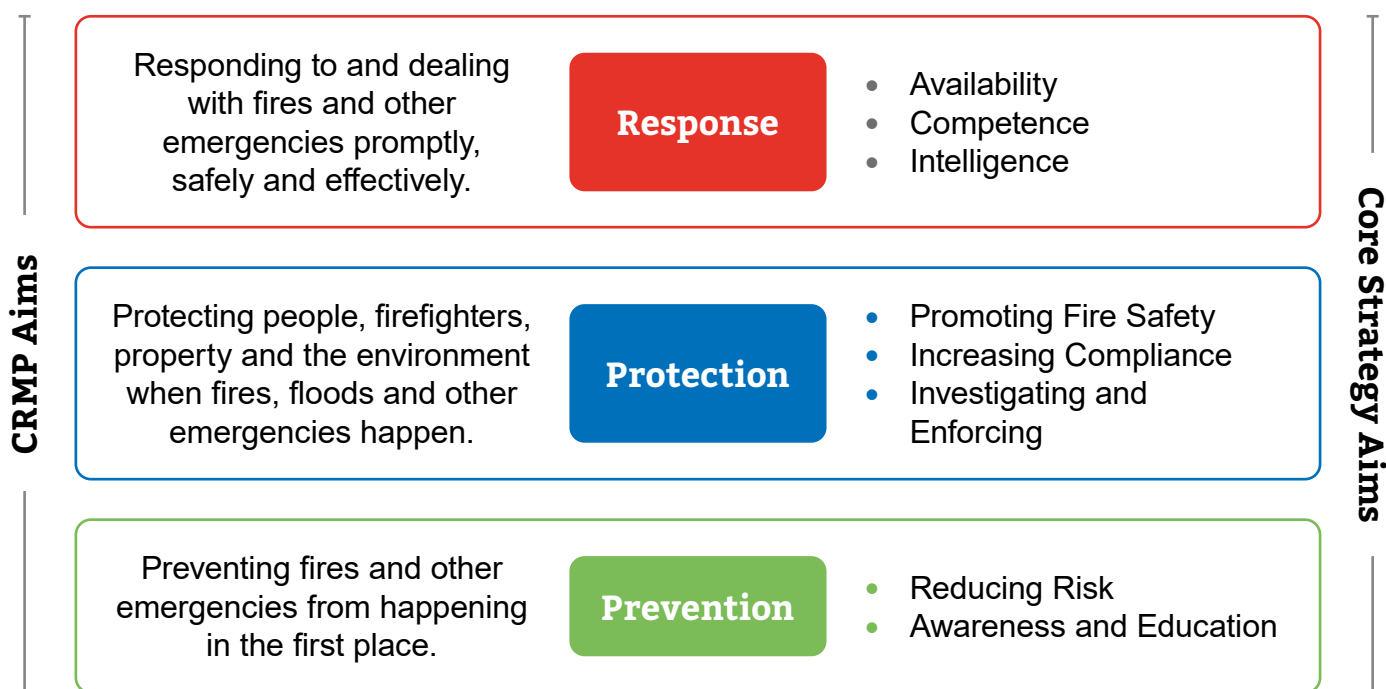 CRMP Aims
Responding to and dealing
with fires and other
emergencies promptly,
safely and effectively.
Response
• Availability
• Competence
• Intelligence
Protecting people, firefighters,
property and the environment
when fires, floods and other
emergencies happen.
Protection
• Promoting Fire Safety
• Increasing Compliance
• Investigating and
Enforcing
Preventing fires and other
emergencies from happening
in the first place.
Prevention
• Reducing Risk
• Awareness and Education
Core Strategy Aims